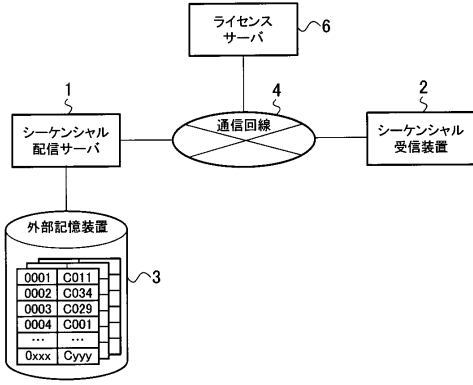 ライセンス
サーバ
6
1
シーケンシャル
配信サーバ
4
通信回線
2
シーケンシャル
受信装置
外部記憶装置
3
0001 C011
0002 C034
0003 C029
0004 C001
… …
0xxx Cyyy